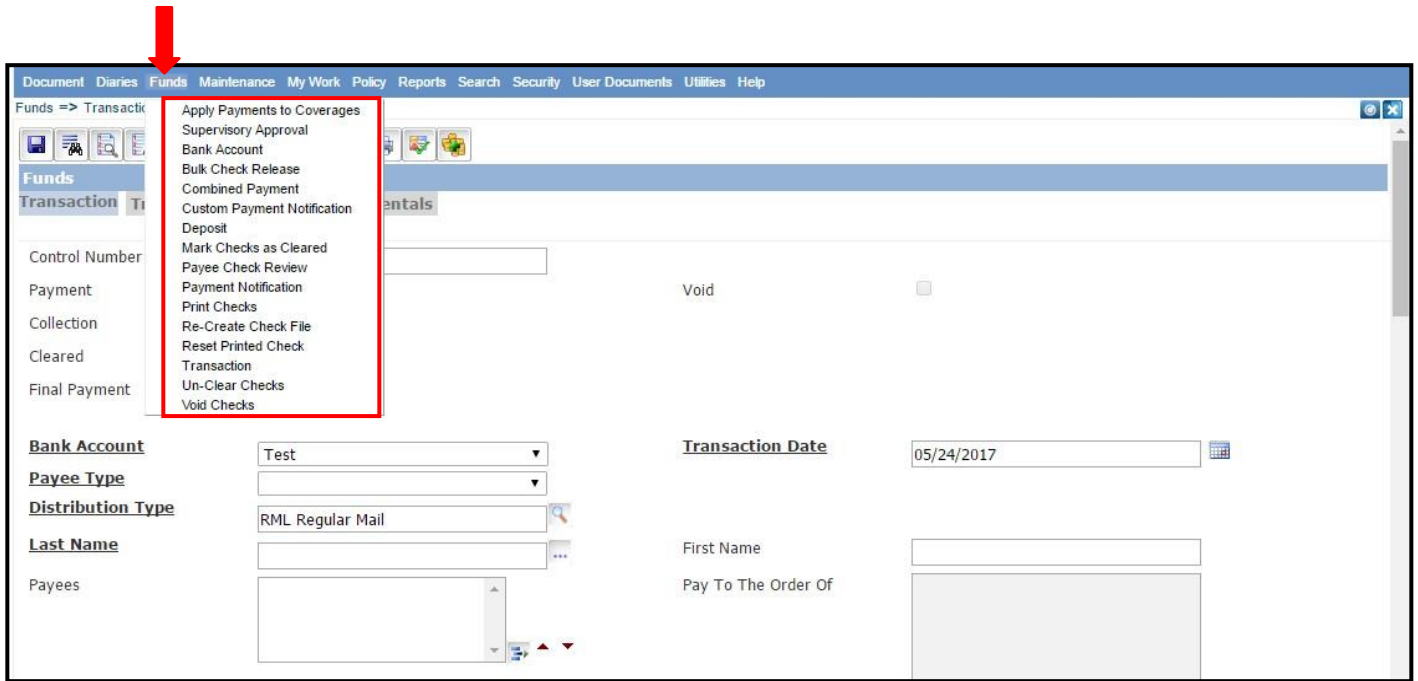 Document Diaries Funds Maintenance My Work Policy Reports Search Security User Documents Utilities Help
Funds => Transactio
Apply Payments to Coverages
Supervisory Approval
Bank Account
Bulk Check Release
Combined Payment
Custom Payment Notification
Deposit
Mark Checks as Cleared
Payee Check Review
Payment Notification
Print Checks
Re-Create Check File
Reset Printed Check
Transaction
Un-Clear Checks
Void Checks
Funds
Transaction Tr entals
Control Number
Payment Void
Collection
Cleared
Final Payment
Bank Account Test Transaction Date 05/24/2017
Payee Type
Distribution Type RML Regular Mail
Last Name ... First Name
Payees Pay To The Order Of